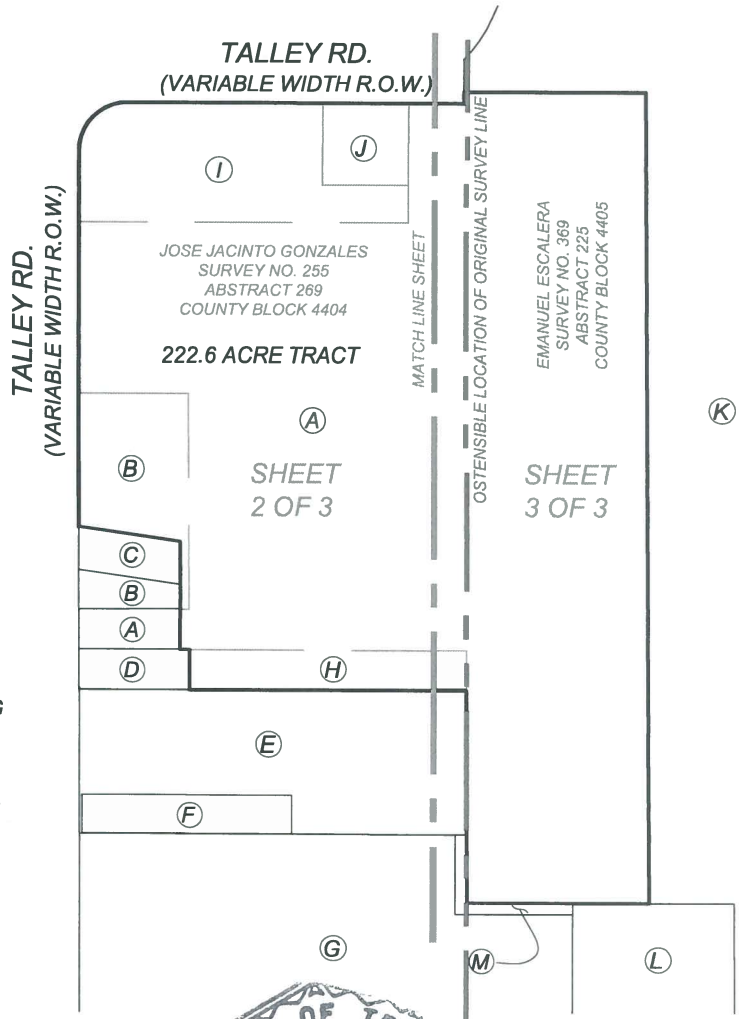 TALLEY RD.
(VARIABLE WIDTH R.O.W.)
TALLEY RD.
(VARIABLE WIDTH R.O.W.)
I
J
JOSE JACINTO GONZALES
SURVEY NO. 255
ABSTRACT 269
COUNTY BLOCK 4404
222.6 ACRE TRACT
MATCH LINE SHEET
OSTENSIBLE LOCATION OF ORIGINAL SURVEY LINE
EMANUEL ESCALERA
SURVEY NO. 369
ABSTRACT 225
COUNTY BLOCK 4405
K
A
B
SHEET
2 OF 3
SHEET
3 OF 3
C
B
A
D
H
E
F
G
M
L
OF